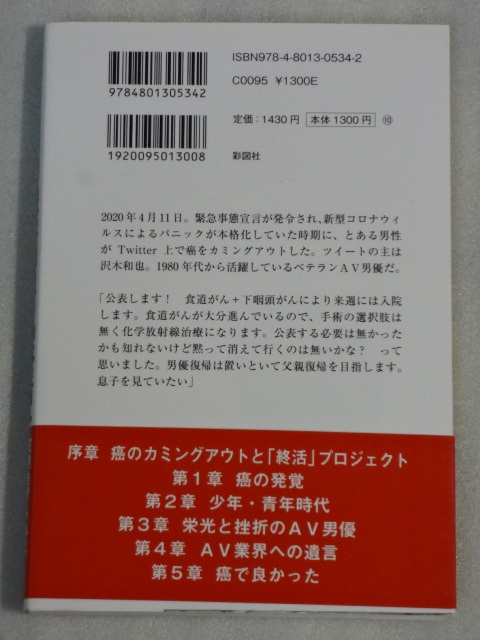 ISBN978-4-8013-0534-2
C0095 ¥1300E
9784801305342
定価:1430円 本体1300円 ⑩
1920095013008
彩図社
2020年4月11日。緊急事態宣言が発令され、新型コロナウィ
ルスによるパニックが本格化していた時期に、とある男性
が Twitter 上で癌をカミングアウトした。ツイートの主は
沢木和也。1980年代から活躍しているベテランAV男優だ。
「公表します! 食道がん+下咽頭がんにより来週には入院
します。食道がんが大分進んでいるので、手術の選択肢は
無く化学放射線治療になります。公表する必要は無かった
かも知れないけど黙って消えて行くのは無いかな? って
思いました。男優復帰は置いといて父親復帰を目指します。
息子を見ていたい」
序章 癌のカミングアウトと「終活」プロジェクト
第1章 癌の発覚
第2章 少年・青年時代
第3章 栄光と挫折のAV男優
第4章 AV業界への遺言
第5章 癌で良かった